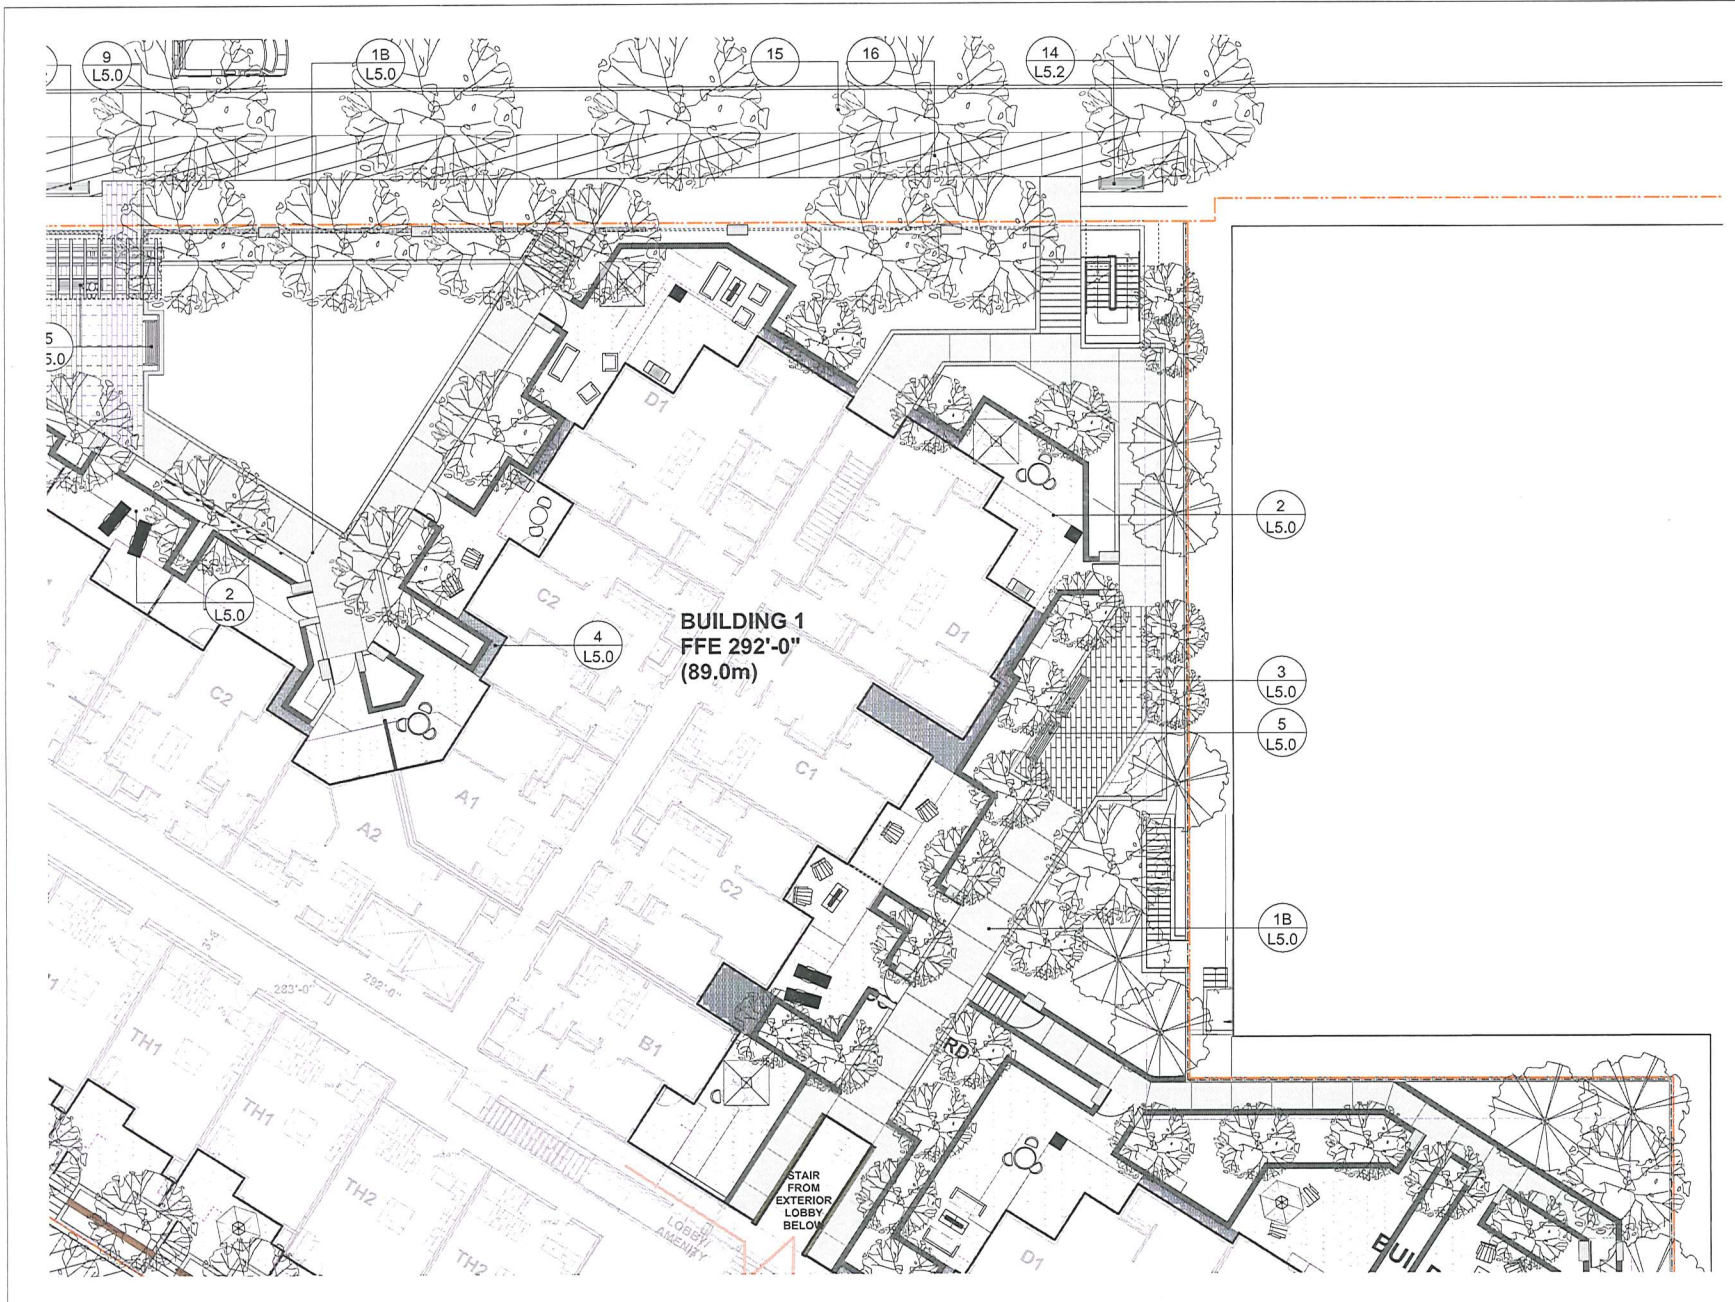 9
L5.0
1B
L5.0
15
16
14
L5.2
5
5.0
D1
2
L5.0
2
L5.0
C2
4
L5.0
BUILDING 1
FFE 292'-0"
(89.0m)
D1
3
L5.0
5
L5.0
C2
C1
A1
A2
C2
1B
L5.0
283'-0"
292'-0"
B1
RD
TH1
TH1
TH2
TH2
STAIR
FROM
EXTERIOR
LOBBY
BELOW
LOBBY
AMENITY
D1